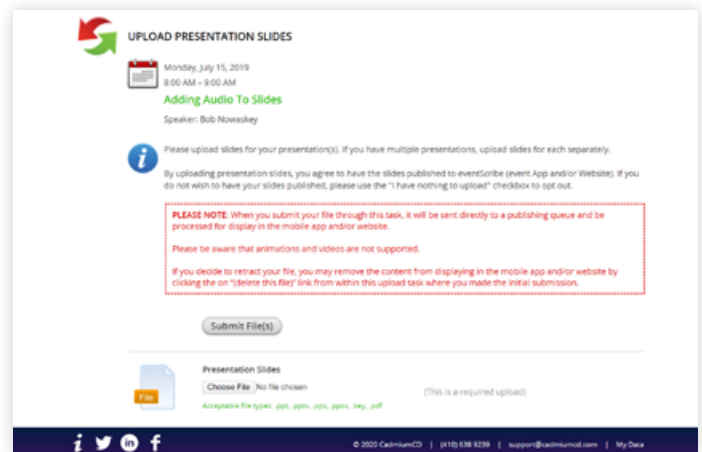 UPLOAD PRESENTATION SLIDES
Monday, July 15, 2019
8:00 AM – 9:00 AM
Adding Audio To Slides
Speaker: Bob Nowaskey
Please upload slides for your presentation(s). If you have multiple presentations, upload slides for each separately.
By uploading presentation slides, you agree to have the slides published to eventScribe (event App and/or Website). If you
do not wish to have your slides published, please use the "I have nothing to upload" checkbox to opt out.
PLEASE NOTE: When you submit your file through this task, it will be sent directly to a publishing queue and be
processed for display in the mobile app and/or website.
Please be aware that animations and videos are not supported.
If you decide to retract your file, you may remove the content from displaying in the mobile app and/or website by
clicking the on "(delete this file)" link from within this upload task where you made the initial submission.
Submit File(s)
Presentation Slides
Choose File No file chosen
(This is a required upload)
File
Acceptable file types: .ppt, .pptx, .pps, .ppsx, .key, .pdf
© 2020 CadmiumCD | (410) 638 9239 | support@cadmiumcd.com | My Data